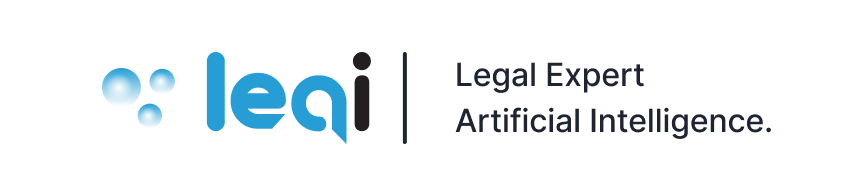 leqi
Legal Expert
Artificial Intelligence.